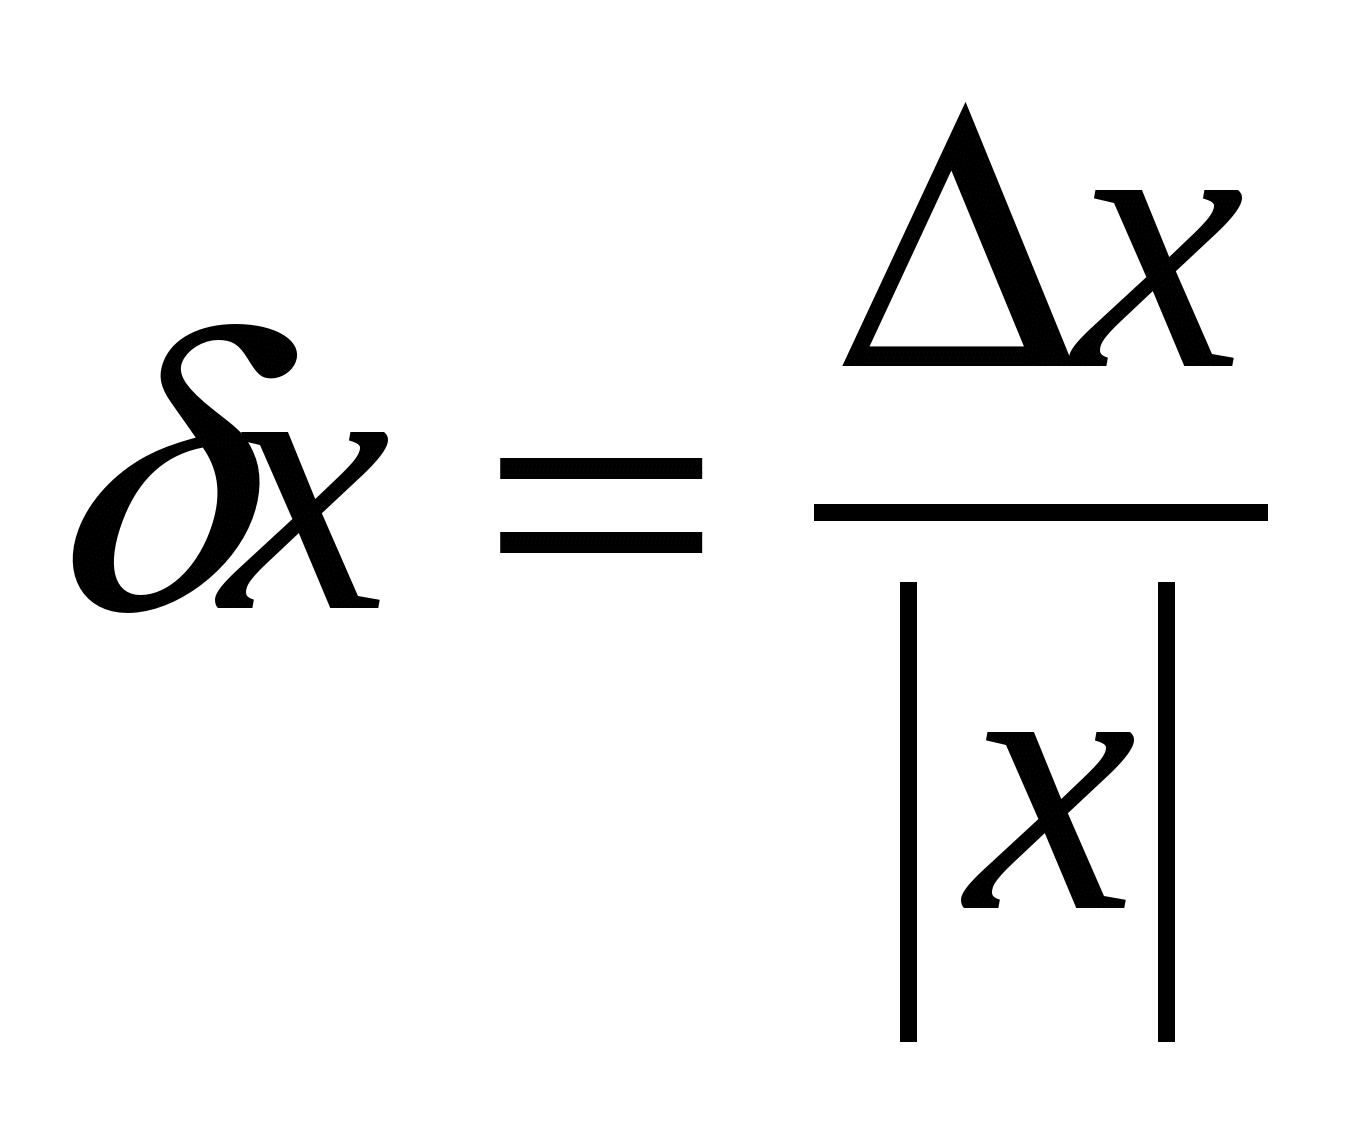 δx = Δx / |x|